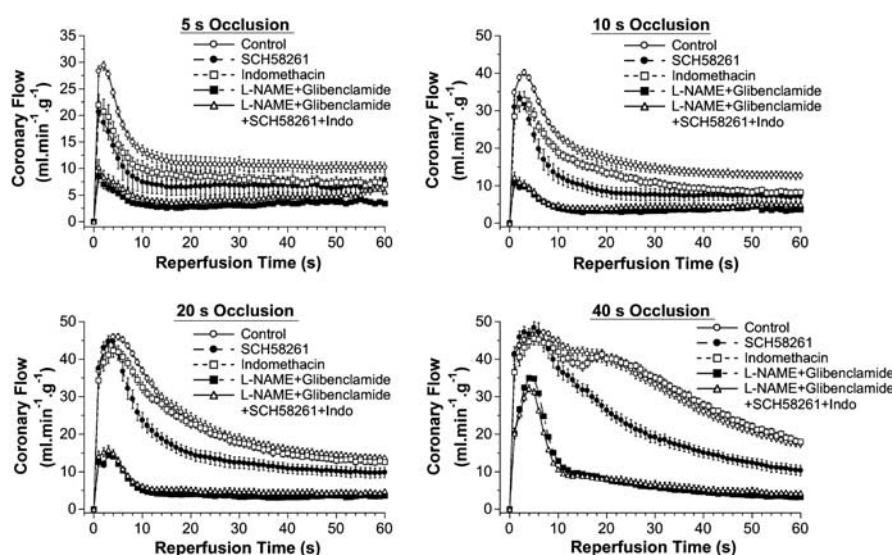 5 s Occlusion
Coronary Flow
(ml.min⁻¹.g⁻¹)
35
30
25
20
15
10
5
0
Control
SCH58261
Indomethacin
L-NAME+Glibenclamide
L-NAME+Glibenclamide
+SCH58261+Indo
0 10 20 30 40 50 60
Reperfusion Time (s)
10 s Occlusion
Coronary Flow
(ml.min⁻¹.g⁻¹)
50
40
30
20
10
0
Control
SCH58261
Indomethacin
L-NAME+Glibenclamide
L-NAME+Glibenclamide
+SCH58261+Indo
0 10 20 30 40 50 60
Reperfusion Time (s)
20 s Occlusion
Coronary Flow
(ml.min⁻¹.g⁻¹)
50
40
30
20
10
0
Control
SCH58261
Indomethacin
L-NAME+Glibenclamide
L-NAME+Glibenclamide
+SCH58261+Indo
0 10 20 30 40 50 60
Reperfusion Time (s)
40 s Occlusion
Coronary Flow
(ml.min⁻¹.g⁻¹)
50
40
30
20
10
0
Control
SCH58261
Indomethacin
L-NAME+Glibenclamide
L-NAME+Glibenclamide
+SCH58261+Indo
0 10 20 30 40 50 60
Reperfusion Time (s)